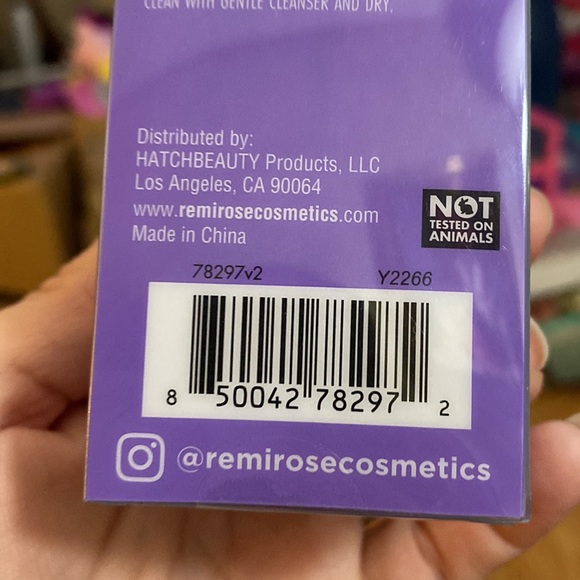 CLEAN WITH GENTLE CLEANSER AND DRY.
Distributed by:
HATCHBEAUTY Products, LLC
Los Angeles, CA 90064
www.remirosecosmetics.com
Made in China
NOT
TESTED ON
ANIMALS
78297v2 Y2266
8 50042 78297 2
@remirosecosmetics